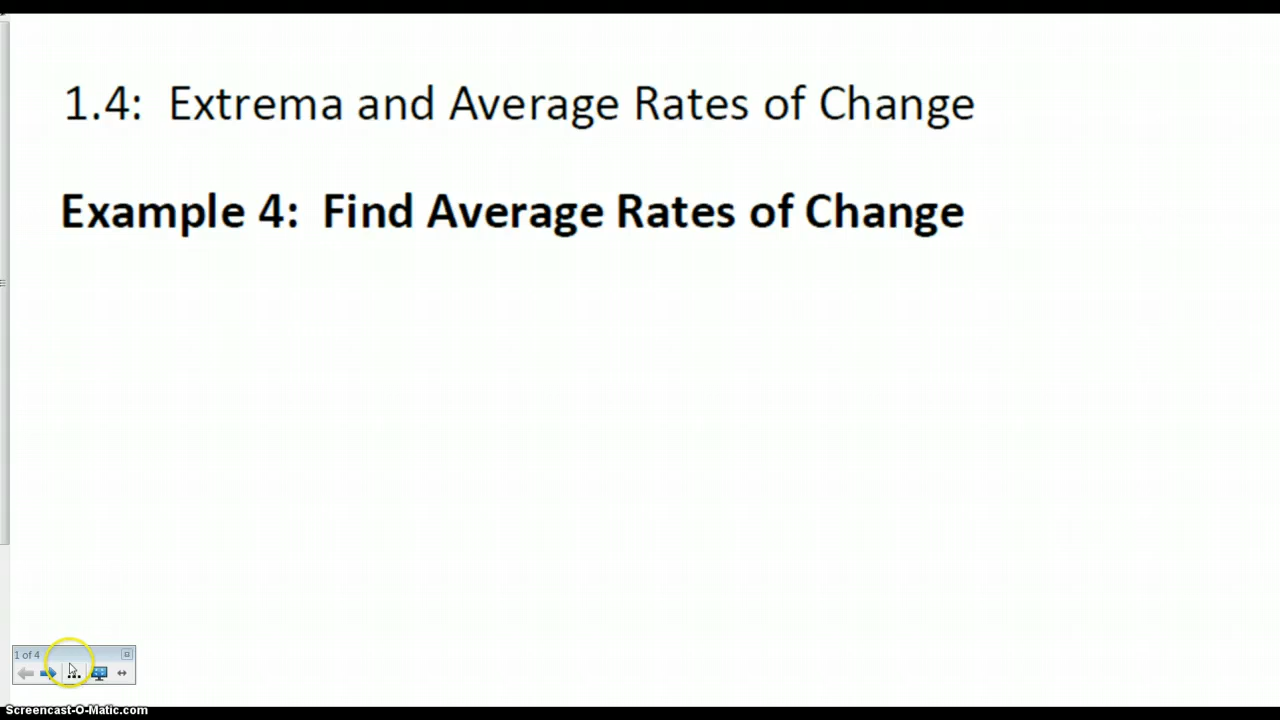 1.4: Extrema and Average Rates of Change
Example 4: Find Average Rates of Change
1 of 4
Screencast-O-Matic.com